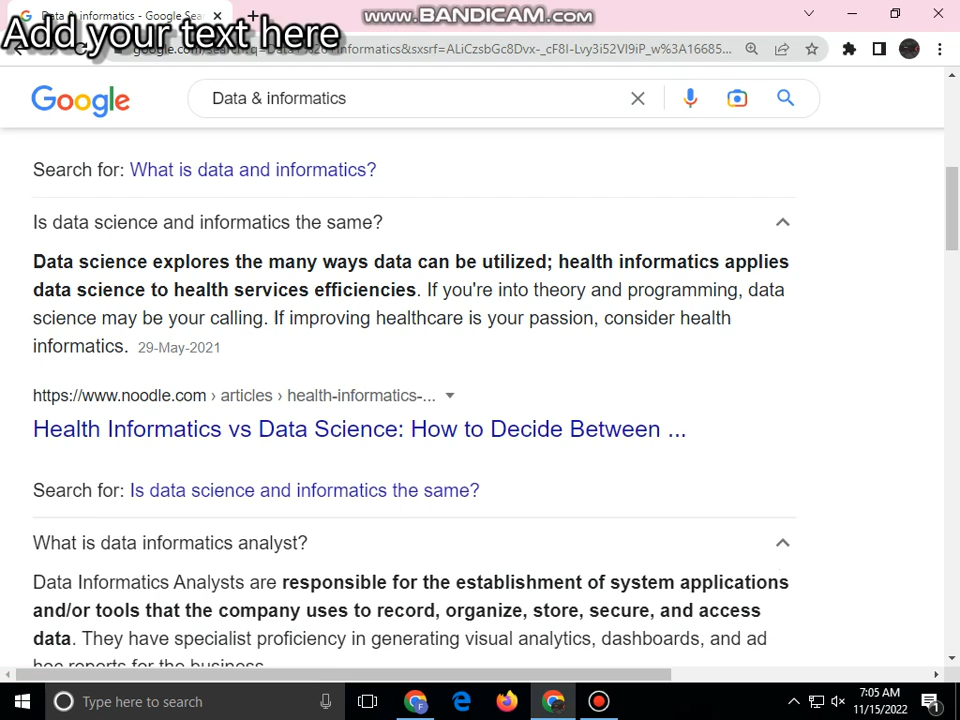 Data & informatics - Google Sea
www.BANDICAM.com
Add your text here
Google
Data & informatics
Search for: What is data and informatics?
Is data science and informatics the same?
Data science explores the many ways data can be utilized; health informatics applies
data science to health services efficiencies. If you're into theory and programming, data
science may be your calling. If improving healthcare is your passion, consider health
informatics. 29-May-2021
https://www.noodle.com › articles › health-informatics-...
Health Informatics vs Data Science: How to Decide Between ...
Search for: Is data science and informatics the same?
What is data informatics analyst?
Data Informatics Analysts are responsible for the establishment of system applications
and/or tools that the company uses to record, organize, store, secure, and access
data. They have specialist proficiency in generating visual analytics, dashboards, and ad
hoc reports for the business.
Type here to search
7:05 AM
11/15/2022
1